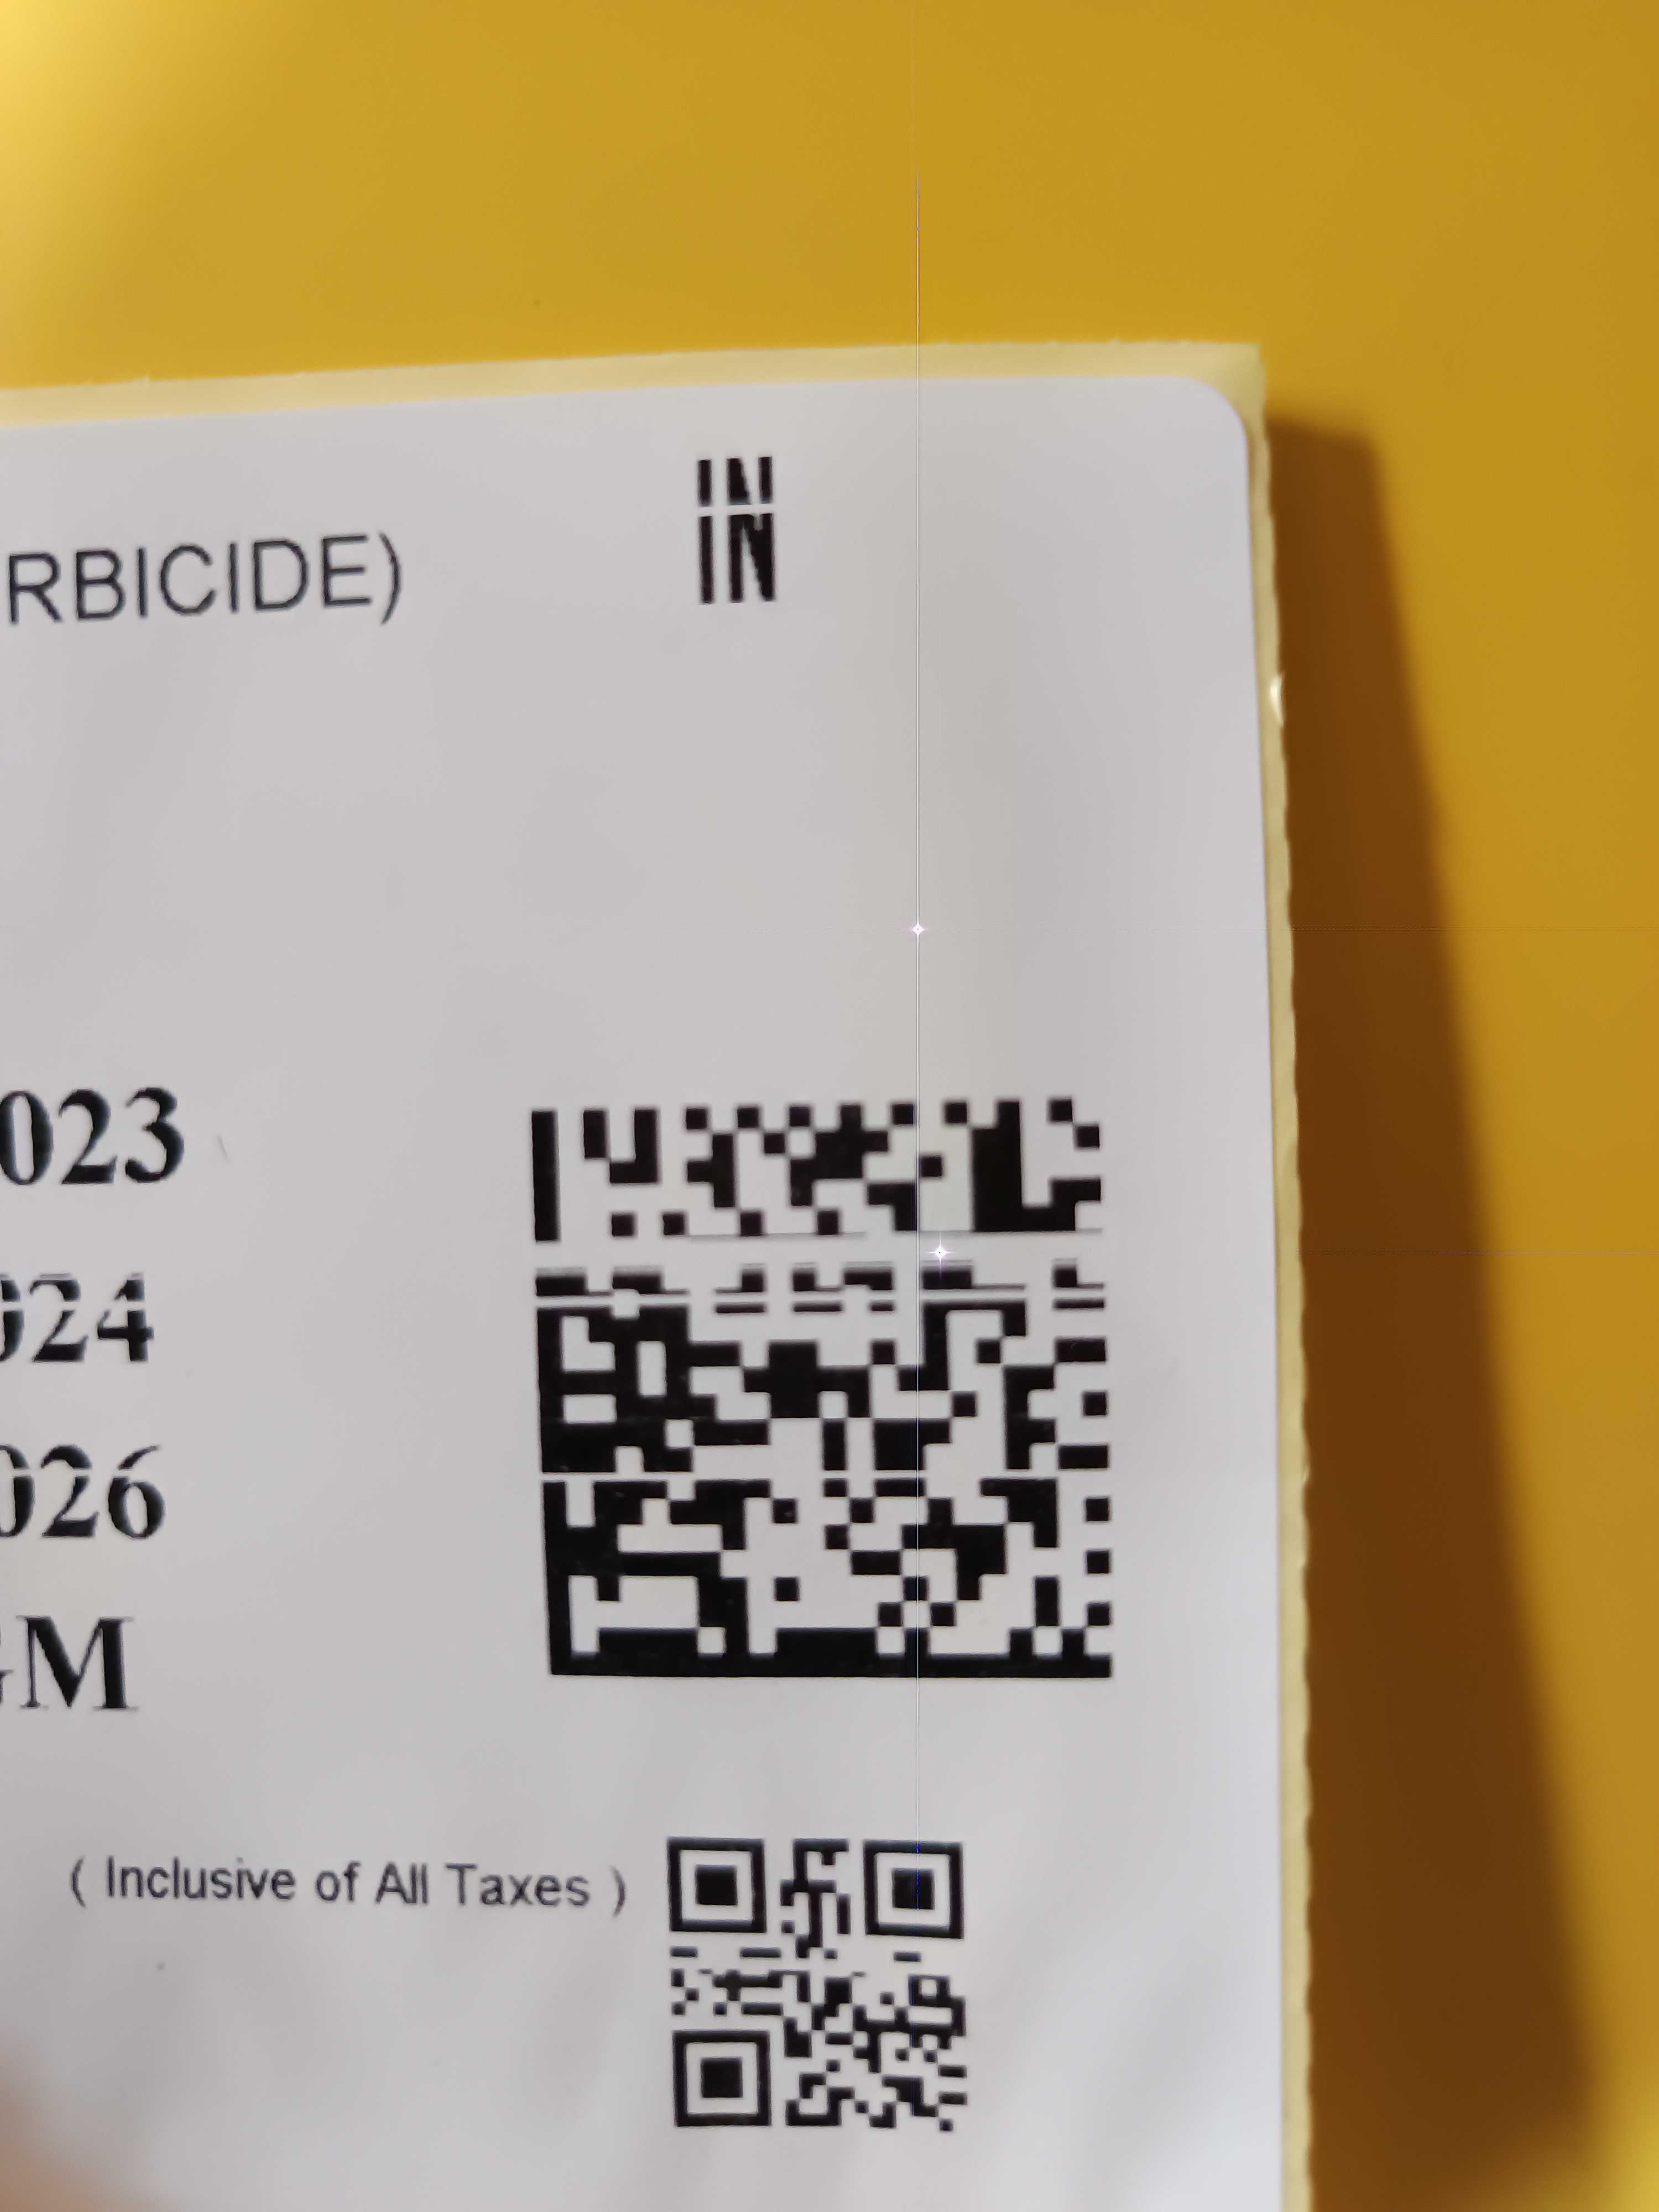 IN
RBICIDE)
023
024
026
GM
( Inclusive of All Taxes )